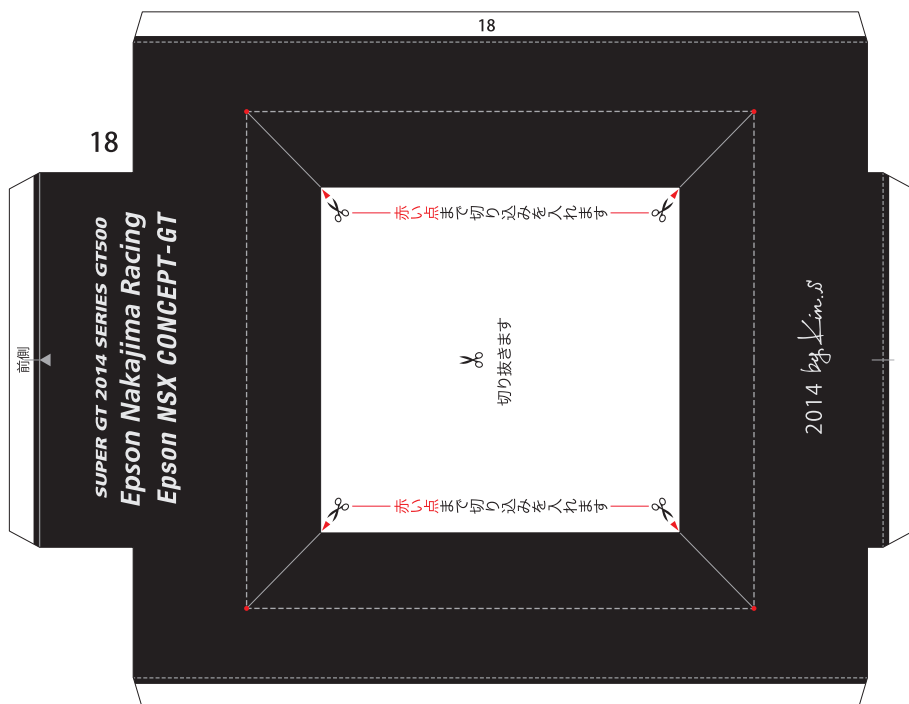 18
18
前側
SUPER GT 2014 SERIES GT500
Epson Nakajima Racing
Epson NSX CONCEPT-GT
赤い点まで切り込みを入れます
切り抜きます
赤い点まで切り込みを入れます
2014 by Kin..S